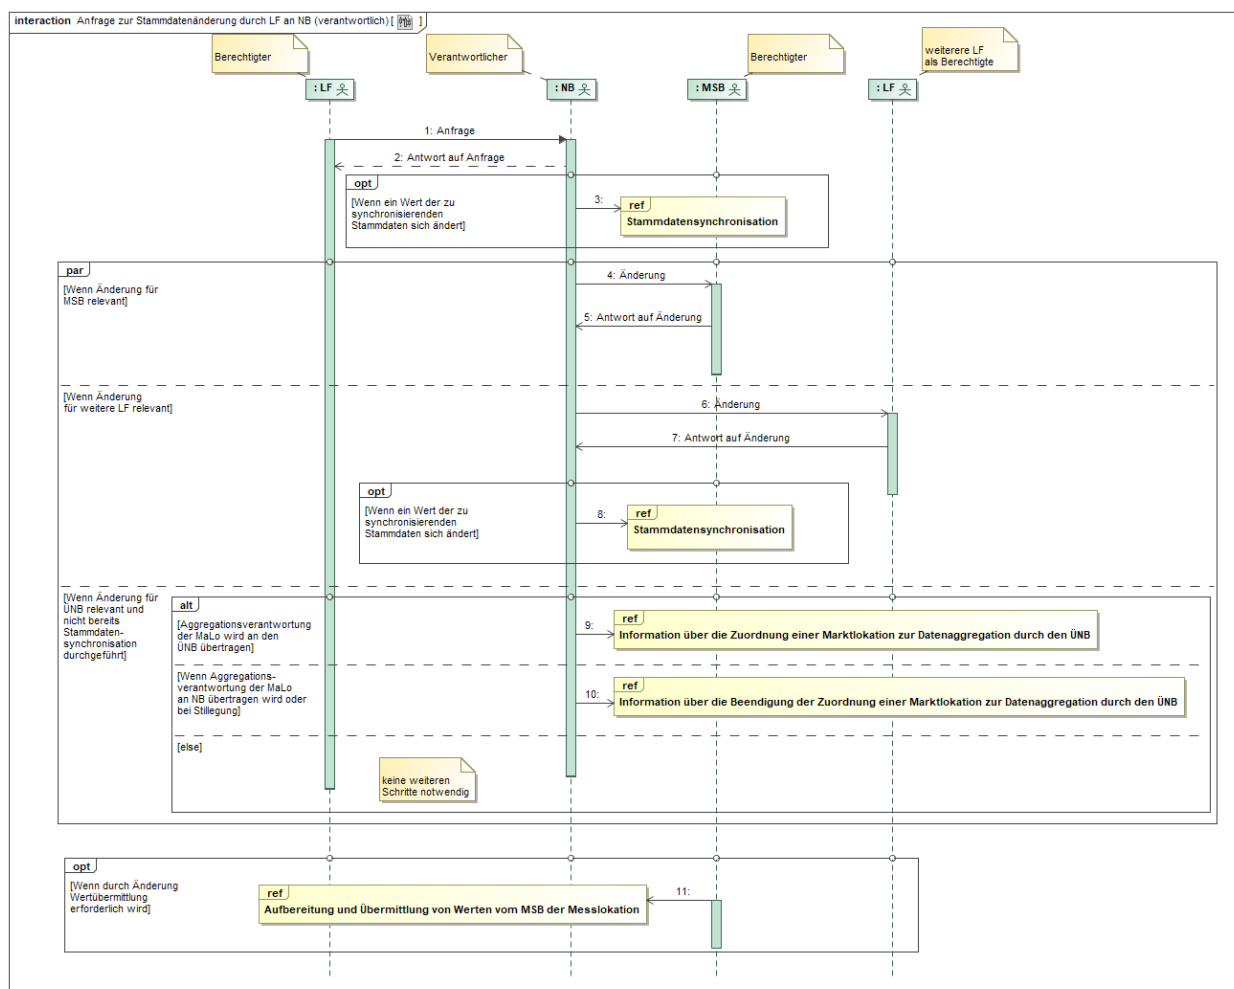 interaction Anfrage zur Stammdatenänderung durch LF an NB (verantwortlich) [ ]
Berechtigter
Verantwortlicher
Berechtigter
weiterere LF
als Berechtigte
: LF
: NB
: MSB
: LF
1: Anfrage
2: Antwort auf Anfrage
opt
[Wenn ein Wert der zu
synchronisierenden
Stammdaten sich ändert]
3:
ref
Stammdatensynchronisation
par
[Wenn Änderung für
MSB relevant]
4: Änderung
5: Antwort auf Änderung
[Wenn Änderung
für weitere LF relevant]
6: Änderung
7: Antwort auf Änderung
opt
[Wenn ein Wert der zu
synchronisierenden
Stammdaten sich ändert]
8:
ref
Stammdatensynchronisation
[Wenn Änderung für
ÜNB relevant und
nicht bereits
Stammdaten-
synchronisation
durchgeführt]
alt
[Aggregationsverantwortung
der MaLo wird an den
ÜNB übertragen]
9:
ref
Information über die Zuordnung einer Marktlokation zur Datenaggregation durch den ÜNB
[Wenn Aggregations-
verantwortung der MaLo
an NB übertragen wird oder
bei Stillegung]
10:
ref
Information über die Beendigung der Zuordnung einer Marktlokation zur Datenaggregation durch den ÜNB
[else]
keine weiteren
Schritte notwendig
opt
[Wenn durch Änderung
Wertübermittlung
erforderlich wird]
11:
ref
Aufbereitung und Übermittlung von Werten vom MSB der Messlokation